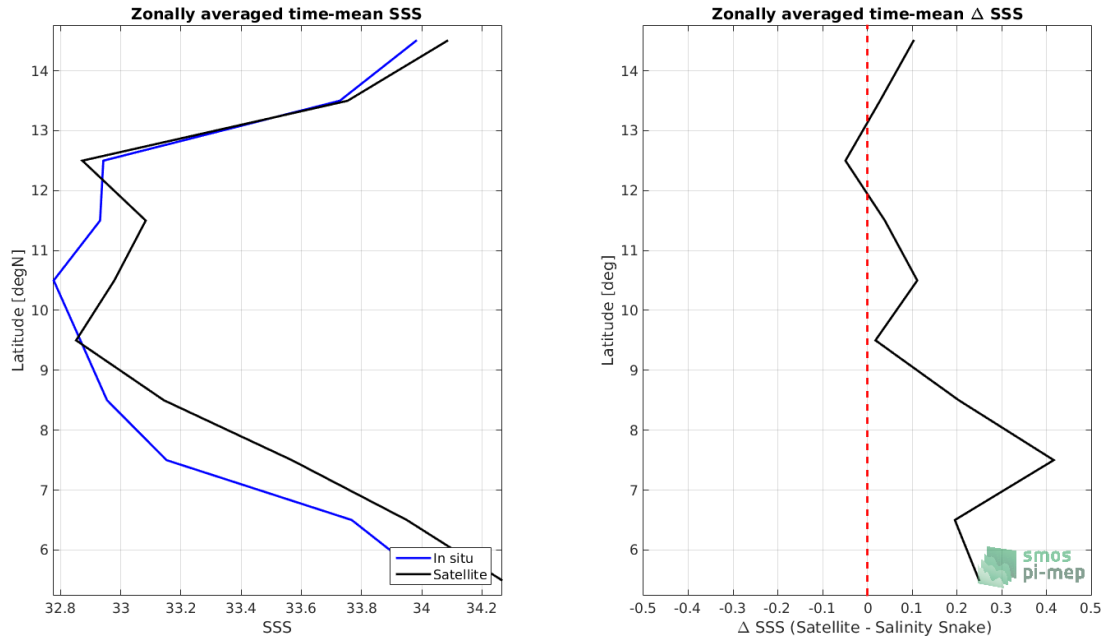 Zonally averaged time-mean SSS
14
13
12
11
10
9
8
7
6
Latitude [degN]
32.8 33 33.2 33.4 33.6 33.8 34 34.2
SSS
In situ
Satellite
Zonally averaged time-mean Δ SSS
14
13
12
11
10
9
8
7
6
Latitude [deg]
-0.5 -0.4 -0.3 -0.2 -0.1 0 0.1 0.2 0.3 0.4 0.5
Δ SSS (Satellite - Salinity Snake)
smos
pi-mep